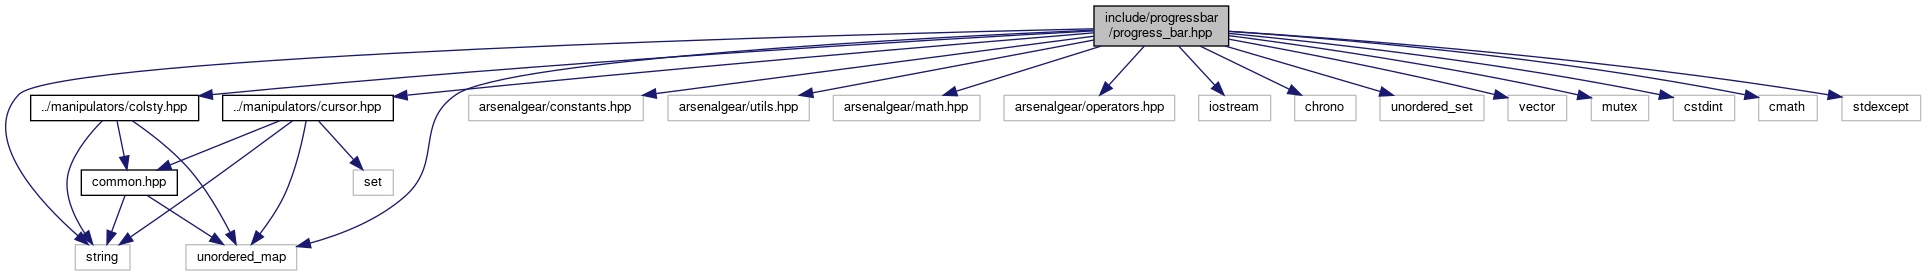 include/progressbar
/progress_bar.hpp
../manipulators/colsty.hpp
../manipulators/cursor.hpp
arsenalgear/constants.hpp
arsenalgear/utils.hpp
arsenalgear/math.hpp
arsenalgear/operators.hpp
iostream
chrono
unordered_set
vector
mutex
cstdint
cmath
stdexcept
common.hpp
set
string
unordered_map